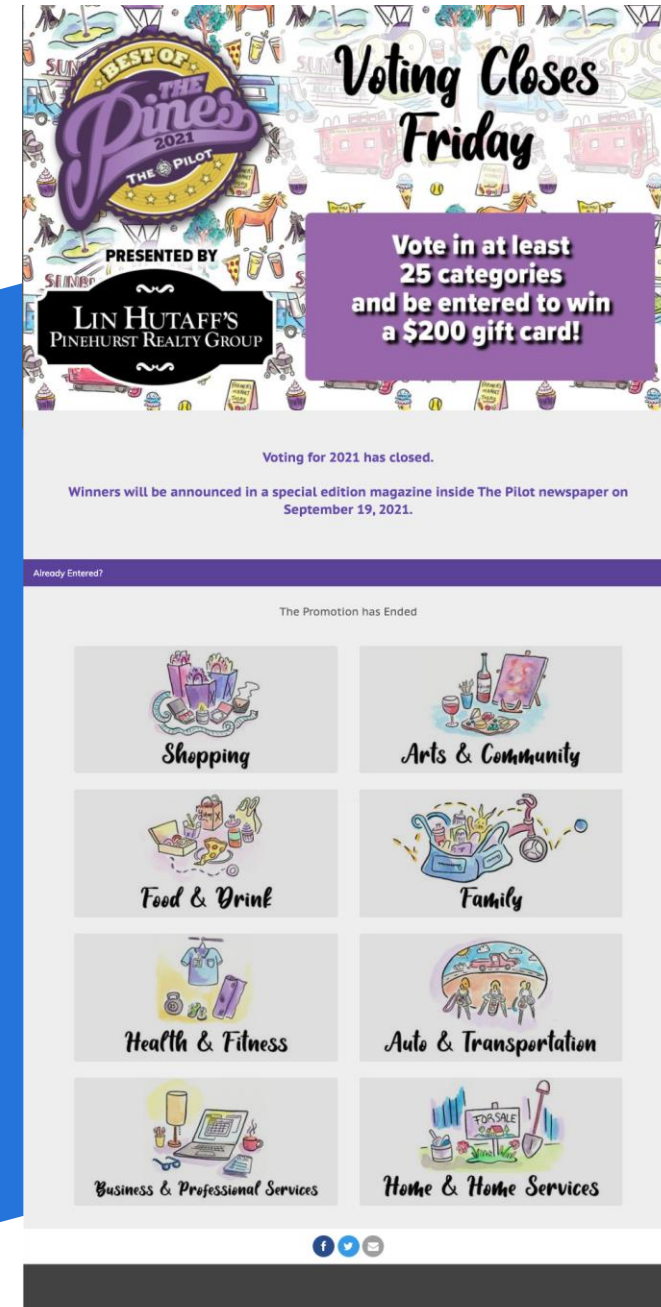 BEST OF
THE
Pines
2021
THE PILOT
PRESENTED BY
LIN HUTAFF'S
PINEHURST REALTY GROUP
Voting Closes
Friday
Vote in at least
25 categories
and be entered to win
a $200 gift card!
Voting for 2021 has closed.
Winners will be announced in a special edition magazine inside The Pilot newspaper on
September 19, 2021.
Already Entered?
The Promotion has Ended
Shopping
Arts & Community
Food & Drink
Family
Health & Fitness
Auto & Transportation
FOR SALE
Business & Professional Services
Home & Home Services